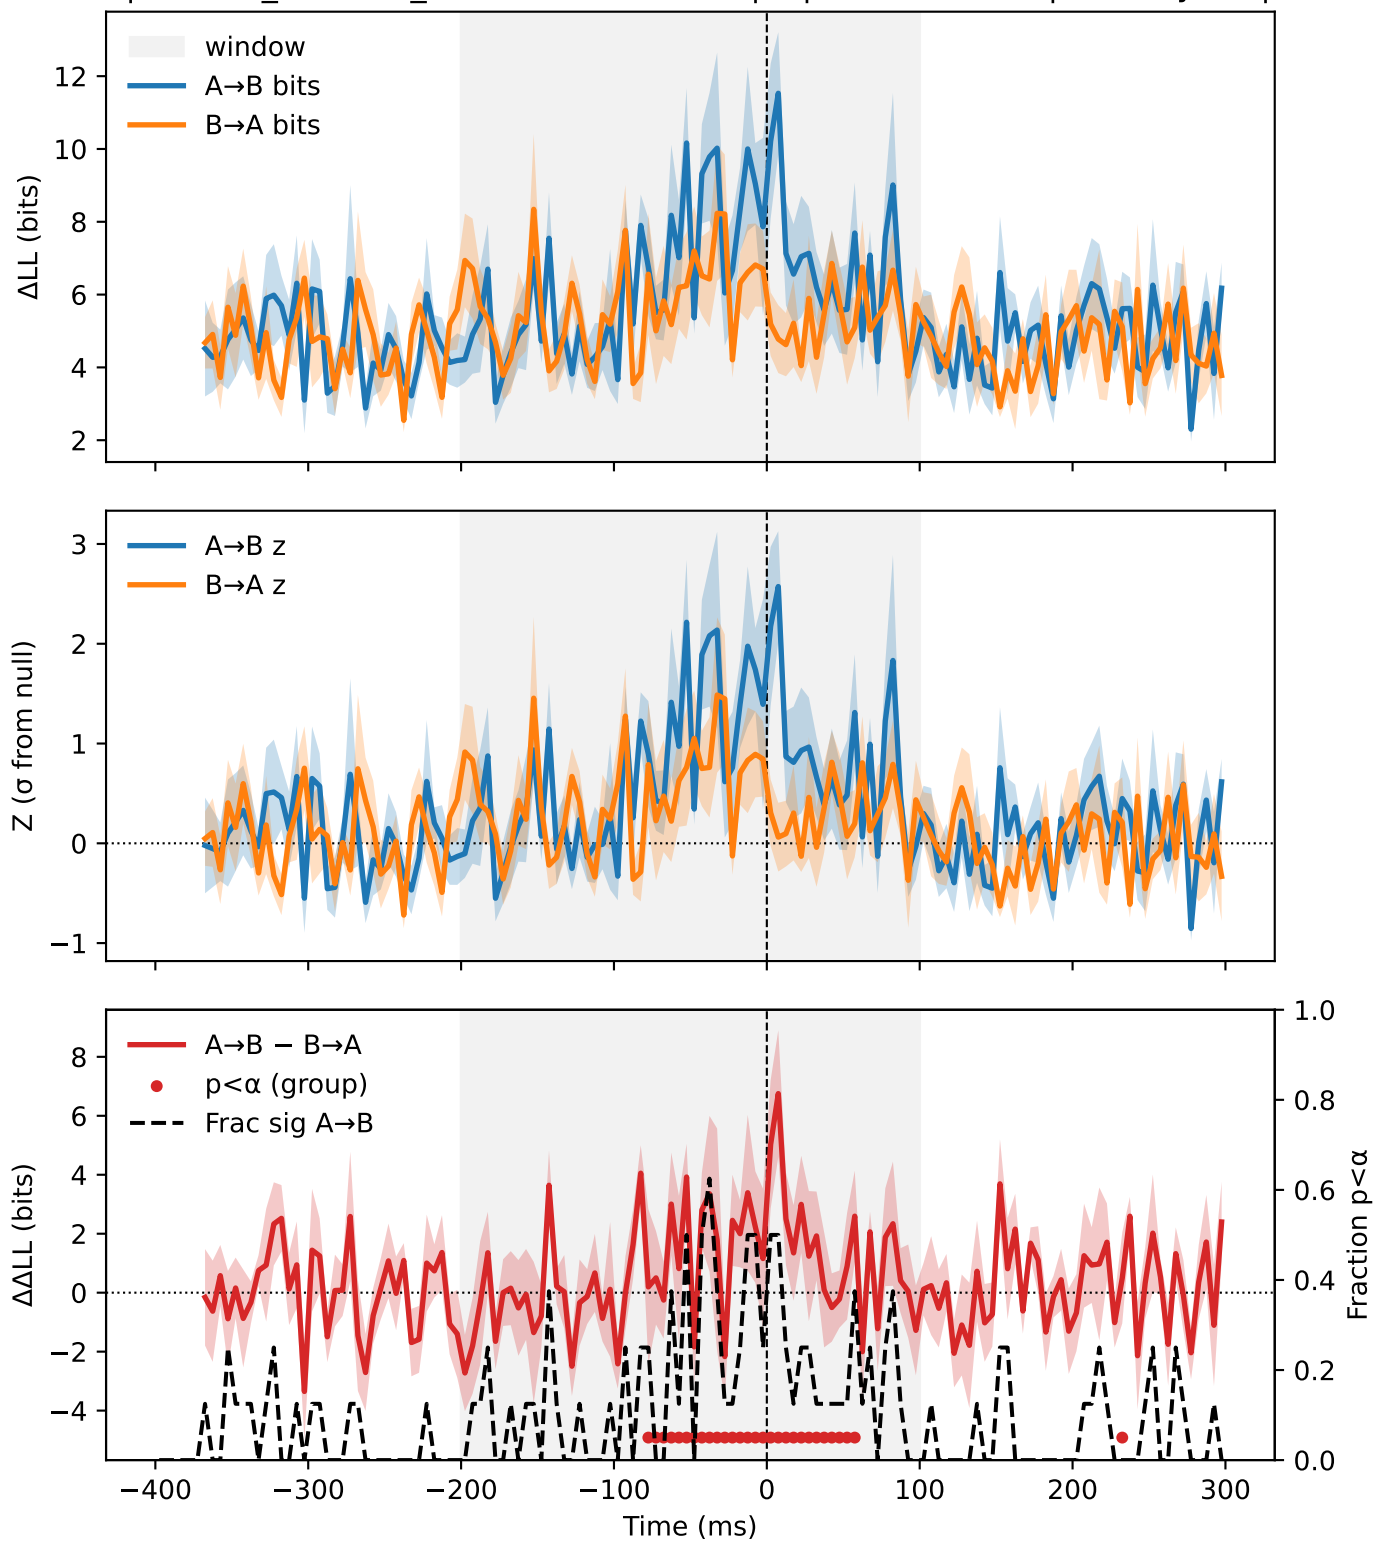 window
A→B bits
B→A bits
ΔLL (bits)
12
10
8
6
4
2
A→B z
B→A z
Z (σ from null)
3
2
1
0
−1
A→B − B→A
p<α (group)
Frac sig A→B
ΔΔLL (bits)
8
6
4
2
0
−2
−4
1.0
0.8
0.6
0.4
0.2
0.0
Fraction p<α
−400
−300
−200
−100
0
100
200
300
Time (ms)